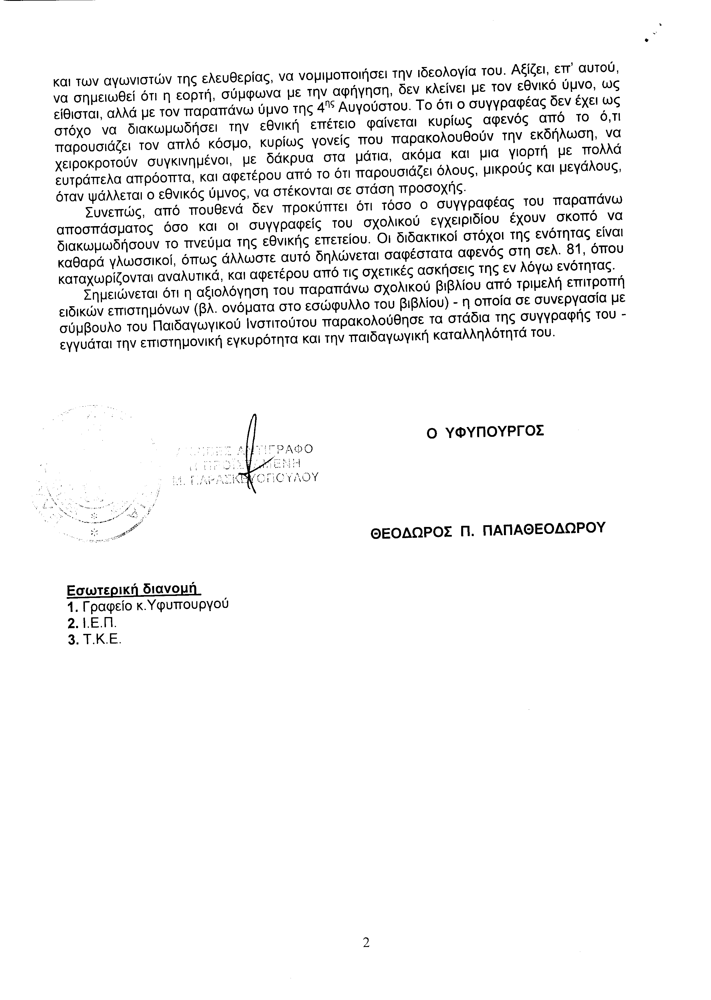 και των αγωνιστών της ελευθερίας, να νομιμοποιήσει την ιδεολογία του. Αξίζει, επ’ αυτού,
να σημειωθεί ότι η εορτή, σύμφωνα με την αφήγηση, δεν κλείνει με τον εθνικό ύμνο, ως
είθισται, αλλά με τον παραπάνω ύμνο της 4ης Αυγούστου. Το ότι ο συγγραφέας δεν έχει ως
στόχο να διακωμωδήσει την εθνική επέτειο φαίνεται κυρίως αφενός από το ό,τι
παρουσιάζει τον απλό κόσμο, κυρίως γονείς που παρακολουθούν την εκδήλωση, να
χειροκροτούν συγκινημένοι, με δάκρυα στα μάτια, ακόμα και μια γιορτή με πολλά
ευτράπελα απρόοπτα, και αφετέρου από το ότι παρουσιάζει όλους, μικρούς και μεγάλους,
όταν ψάλλεται ο εθνικός ύμνος, να στέκονται σε στάση προσοχής.
Συνεπώς, από πουθενά δεν προκύπτει ότι τόσο ο συγγραφέας του παραπάνω
αποσπάσματος όσο και οι συγγραφείς του σχολικού εγχειριδίου έχουν σκοπό να
διακωμωδήσουν το πνεύμα της εθνικής επετείου. Οι διδακτικοί στόχοι της ενότητας είναι
καθαρά γλωσσικοί, όπως άλλωστε αυτό δηλώνεται σαφέστατα αφενός στη σελ. 81, όπου
καταχωρίζονται αναλυτικά, και αφετέρου από τις σχετικές ασκήσεις της εν λόγω ενότητας.
Σημειώνεται ότι η αξιολόγηση του παραπάνω σχολικού βιβλίου από τριμελή επιτροπή
ειδικών επιστημόνων (βλ. ονόματα στο εσώφυλλο του βιβλίου) - η οποία σε συνεργασία με
σύμβουλο του Παιδαγωγικού Ινστιτούτου παρακολούθησε τα στάδια της συγγραφής του -
εγγυάται την επιστημονική εγκυρότητα και την παιδαγωγική καταλληλότητά του.
Ο ΥΦΥΠΟΥΡΓΟΣ
ΑΝΤΙΓΡΑΦΟ
Η ΠΡΟΪΣΤΑΜΕΝΗ
Μ. ΠΑΡΑΣΚΕΥΟΠΟΥΛΟΥ
ΘΕΟΔΩΡΟΣ Π. ΠΑΠΑΘΕΟΔΩΡΟΥ
Εσωτερική διανομή
1. Γραφείο κ.Υφυπουργού
2. Ι.Ε.Π.
3. Τ.Κ.Ε.
2